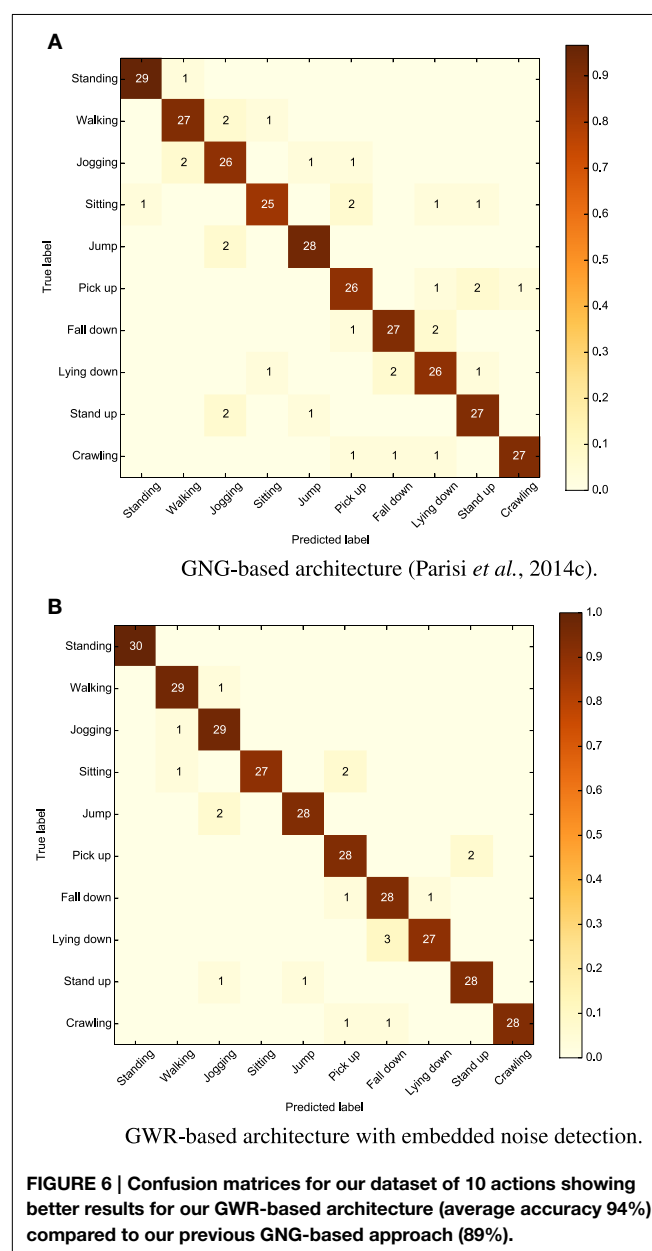 A
Standing 29 1
Walking 27 2 1
Jogging 2 26 1 1
Sitting 1 25 2 1 1
Jump 2 28
Pick up 26 1 2 1
Fall down 1 27 2
Lying down 1 2 26 1
Stand up 2 1 27
Crawling 1 1 1 27
True label
Standing Walking Jogging Sitting Jump Pick up Fall down Lying down Stand up Crawling
Predicted label
0.9
0.8
0.7
0.6
0.5
0.4
0.3
0.2
0.1
0.0
GNG-based architecture (Parisi et al., 2014c).
B
Standing 30
Walking 29 1
Jogging 1 29
Sitting 1 27 2
Jump 2 28
Pick up 28 2
Fall down 1 28 1
Lying down 3 27
Stand up 1 1 28
Crawling 1 1 28
True label
Standing Walking Jogging Sitting Jump Pick up Fall down Lying down Stand up Crawling
Predicted label
1.0
0.9
0.8
0.7
0.6
0.5
0.4
0.3
0.2
0.1
0.0
GWR-based architecture with embedded noise detection.
FIGURE 6 | Confusion matrices for our dataset of 10 actions showing
better results for our GWR-based architecture (average accuracy 94%)
compared to our previous GNG-based approach (89%).